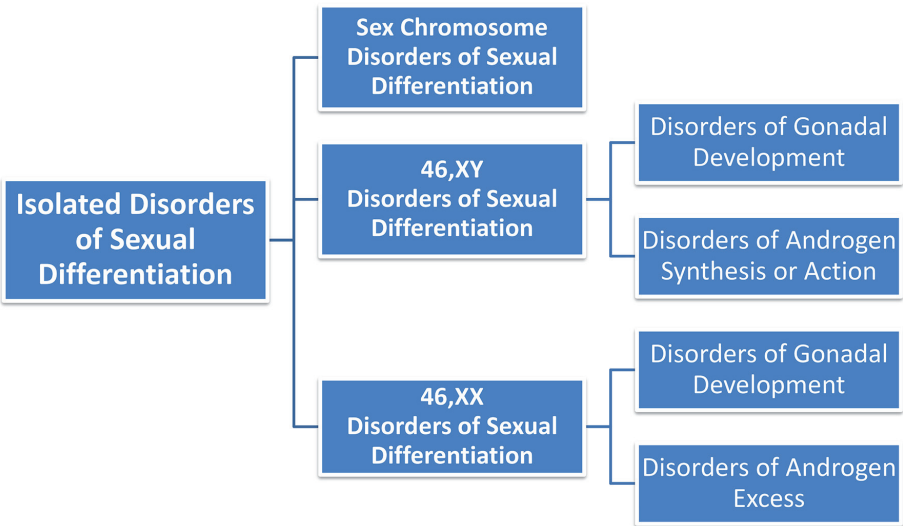 Isolated Disorders
of Sexual
Differentiation
Sex Chromosome
Disorders of Sexual
Differentiation
46,XY
Disorders of Sexual
Differentiation
Disorders of Gonadal
Development
Disorders of Androgen
Synthesis or Action
46,XX
Disorders of Sexual
Differentiation
Disorders of Gonadal
Development
Disorders of Androgen
Excess